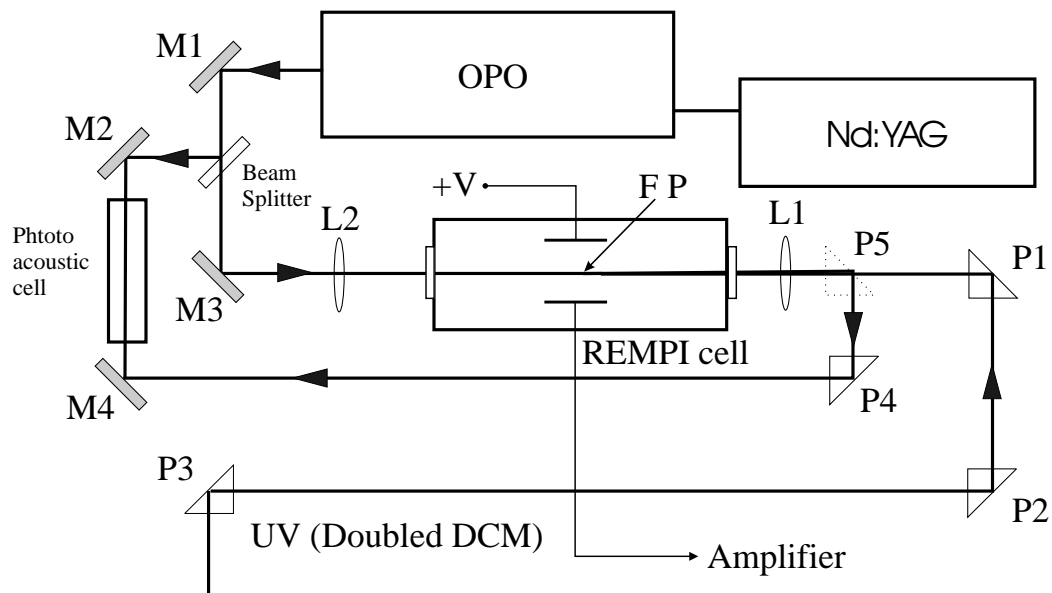 M1
OPO
Nd:YAG
M2
Beam
Splitter
+V
F P
L1
P5
P1
L2
Phtoto
acoustic
cell
M3
REMPI cell
M4
P4
P3
P2
UV (Doubled DCM)
Amplifier